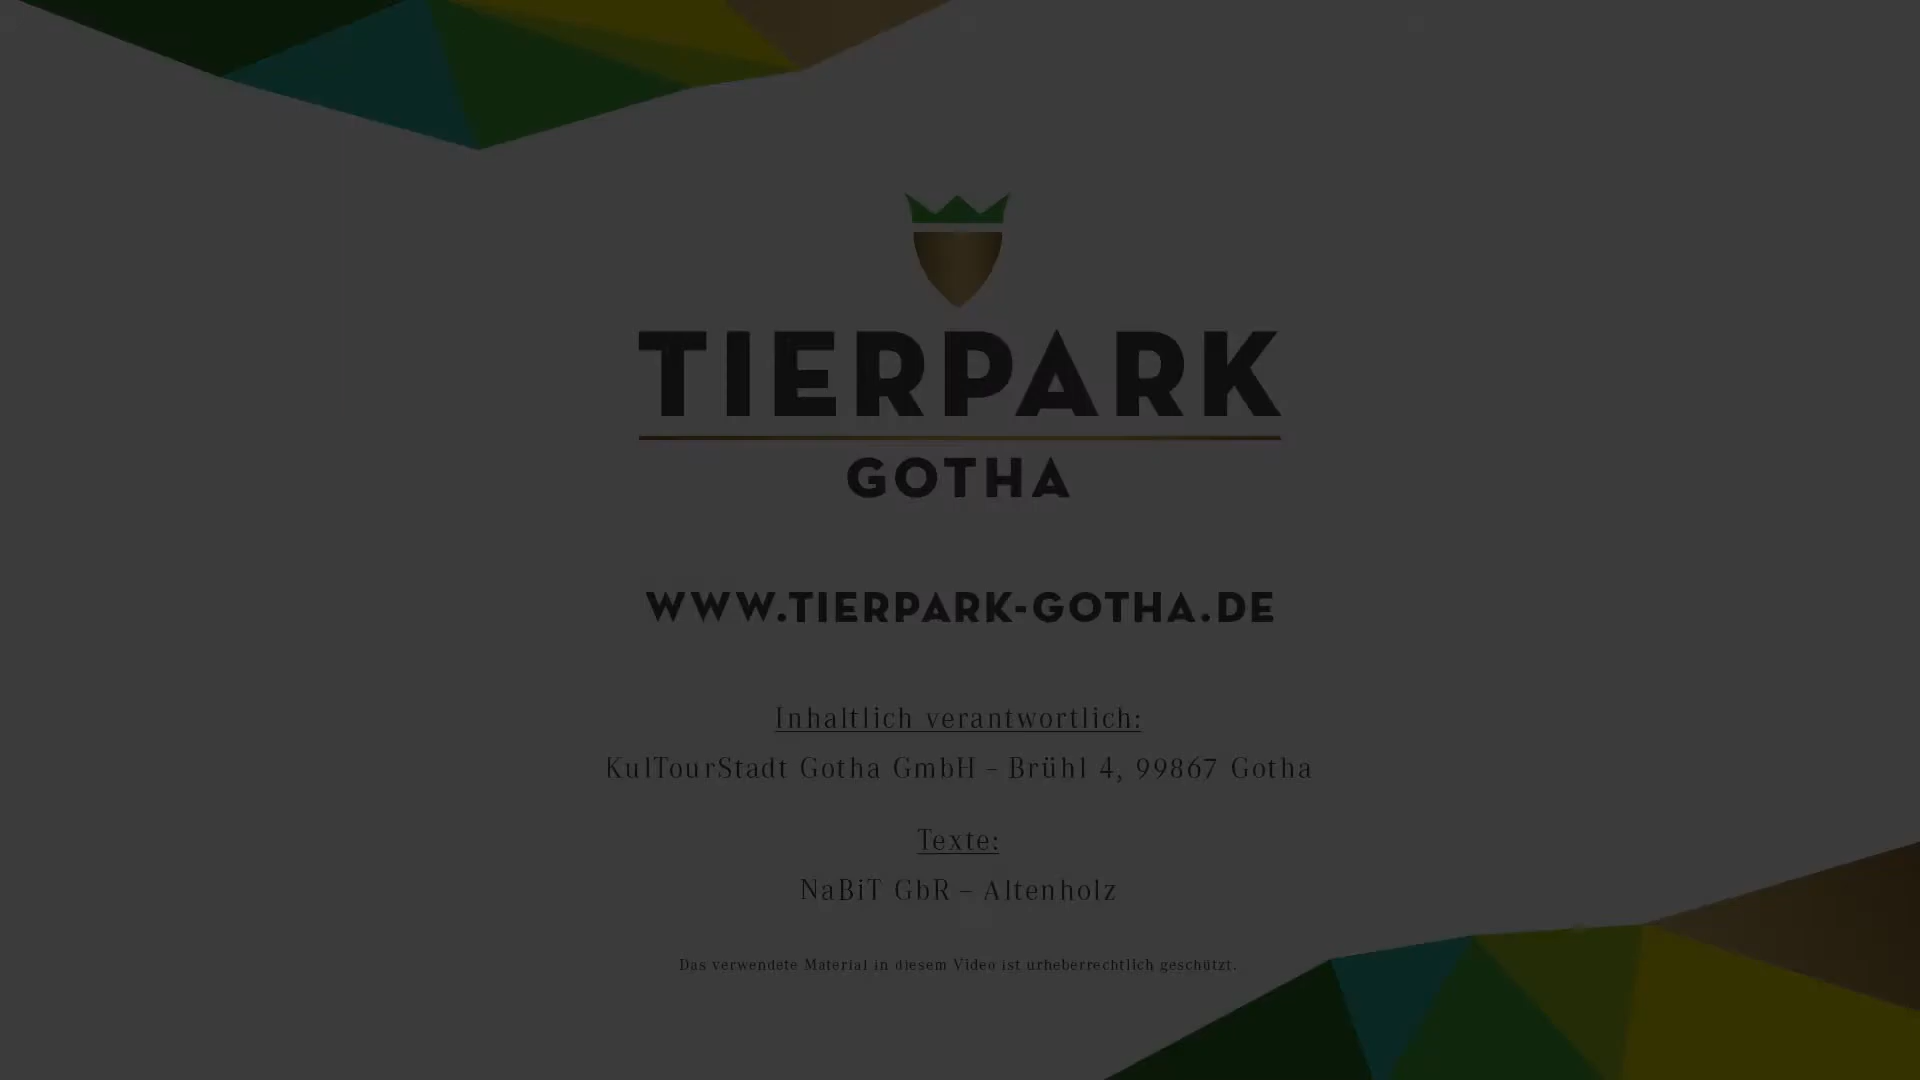 TIERPARK
GOTHA
WWW.TIERPARK-GOTHA.DE
Inhaltlich verantwortlich:
KulTourStadt Gotha GmbH – Brühl 4, 99867 Gotha
Texte:
NaBiT GbR – Altenholz
Das verwendete Material in diesem Video ist urheberrechtlich geschützt.